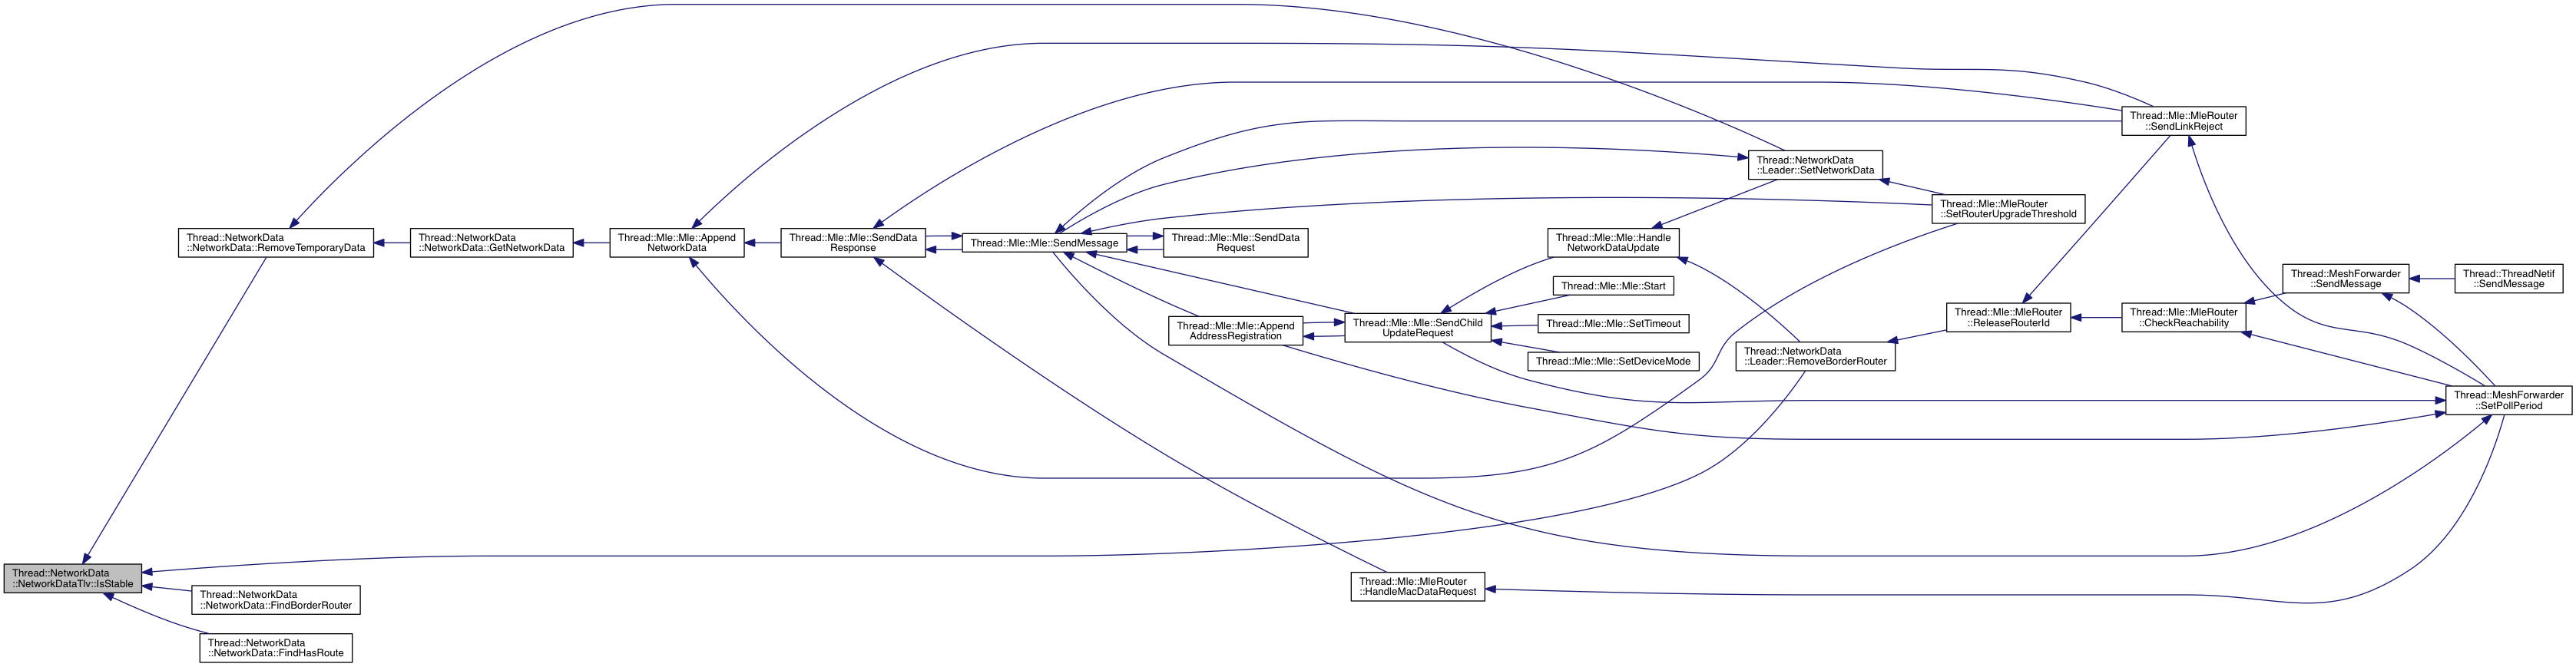 Thread::NetworkData
::NetworkDataTlv::IsStable
Thread::NetworkData
::NetworkData::RemoveTemporaryData
Thread::NetworkData
::NetworkData::FindBorderRouter
Thread::NetworkData
::NetworkData::FindHasRoute
Thread::NetworkData
::NetworkData::GetNetworkData
Thread::Mle::Mle::Append
NetworkData
Thread::Mle::Mle::SendData
Response
Thread::Mle::Mle::SendMessage
Thread::Mle::Mle::SendData
Request
Thread::Mle::Mle::Append
AddressRegistration
Thread::Mle::Mle::SendChild
UpdateRequest
Thread::Mle::MleRouter
::HandleMacDataRequest
Thread::Mle::Mle::Handle
NetworkDataUpdate
Thread::Mle::Mle::Start
Thread::Mle::Mle::SetTimeout
Thread::Mle::Mle::SetDeviceMode
Thread::NetworkData
::Leader::SetNetworkData
Thread::NetworkData
::Leader::RemoveBorderRouter
Thread::Mle::MleRouter
::SetRouterUpgradeThreshold
Thread::Mle::MleRouter
::ReleaseRouterId
Thread::Mle::MleRouter
::SendLinkReject
Thread::Mle::MleRouter
::CheckReachability
Thread::MeshForwarder
::SendMessage
Thread::ThreadNetif
::SendMessage
Thread::MeshForwarder
::SetPollPeriod